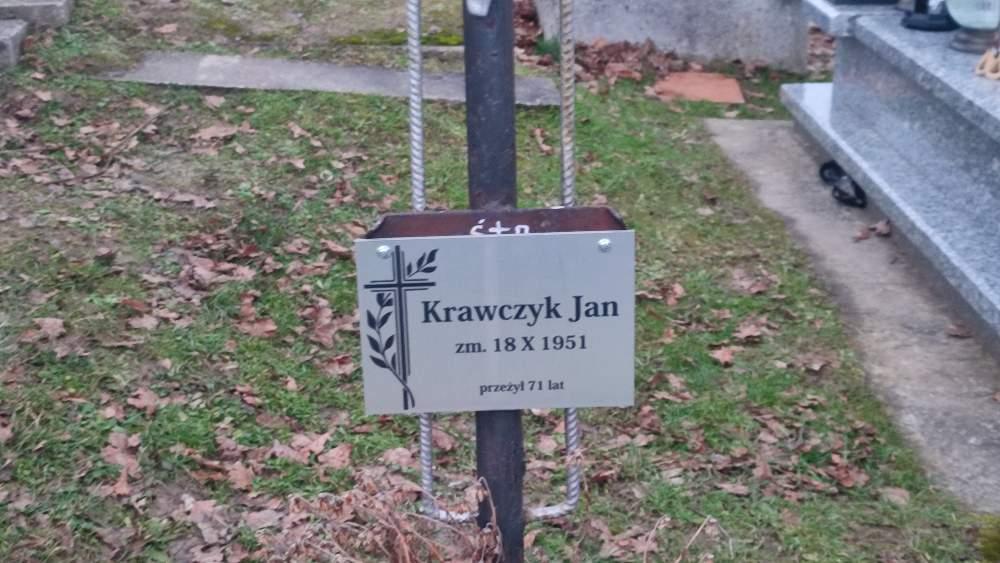 ś+p
Krawczyk Jan
zm. 18 X 1951
przeżył 71 lat